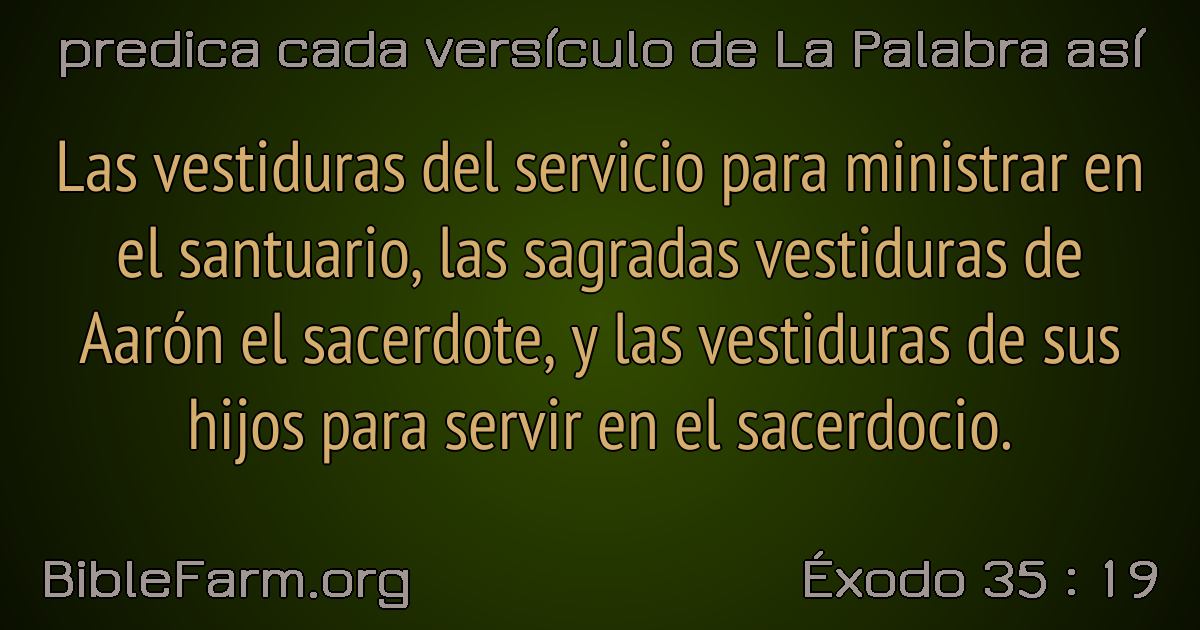 predica cada versículo de La Palabra así
Las vestiduras del servicio para ministrar en
el santuario, las sagradas vestiduras de
Aarón el sacerdote, y las vestiduras de sus
hijos para servir en el sacerdocio.
BibleFarm.org
Éxodo 35 : 19